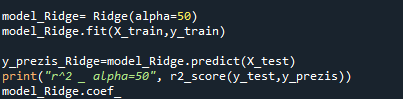 model_Ridge= Ridge(alpha=50)
model_Ridge.fit(X_train,y_train)
y_prezis_Ridge=model_Ridge.predict(X_test)
print("r^2 _ alpha=50", r2_score(y_test,y_prezis))
model_Ridge.coef_